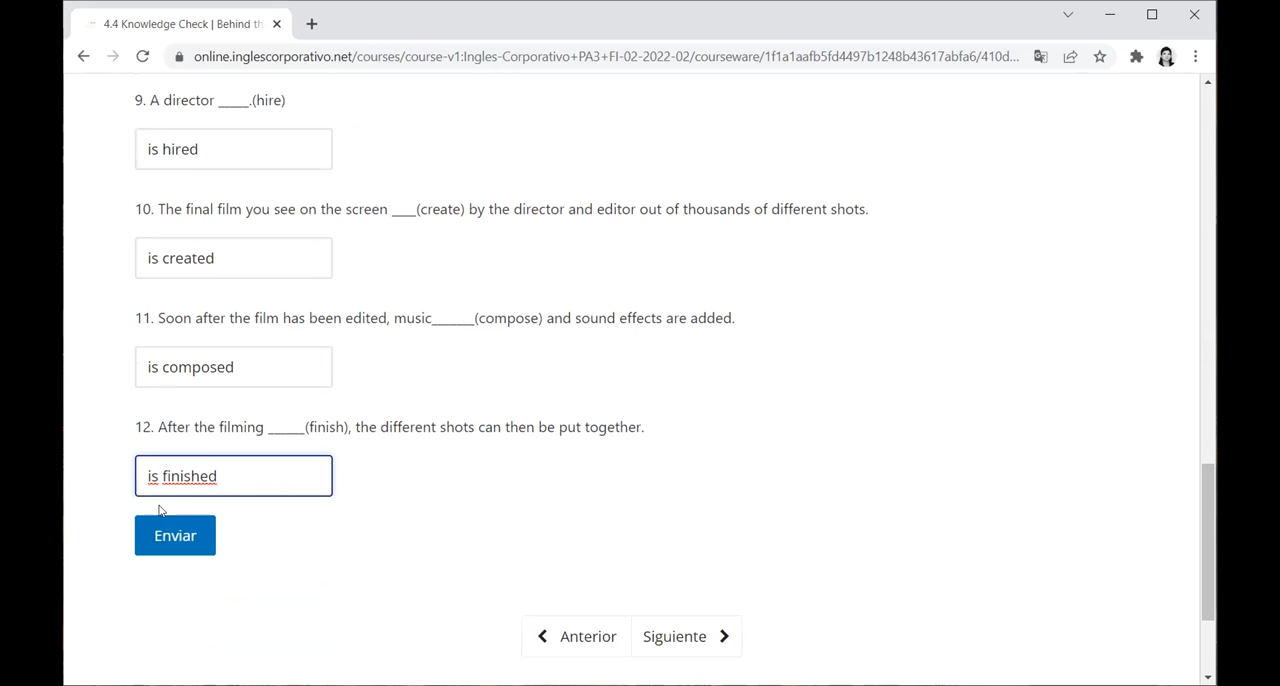 4.4 Knowledge Check | Behind th
online.inglescorporativo.net/courses/course-v1:Ingles-Corporativo+PA3+FI-02-2022-02/courseware/1f1a1aafb5fd4497b1248b43617abfa6/410d...
9. A director _____.(hire)
is hired
10. The final film you see on the screen ____(create) by the director and editor out of thousands of different shots.
is created
11. Soon after the film has been edited, music_______(compose) and sound effects are added.
is composed
12. After the filming ______(finish), the different shots can then be put together.
is finished
Enviar
Anterior Siguiente